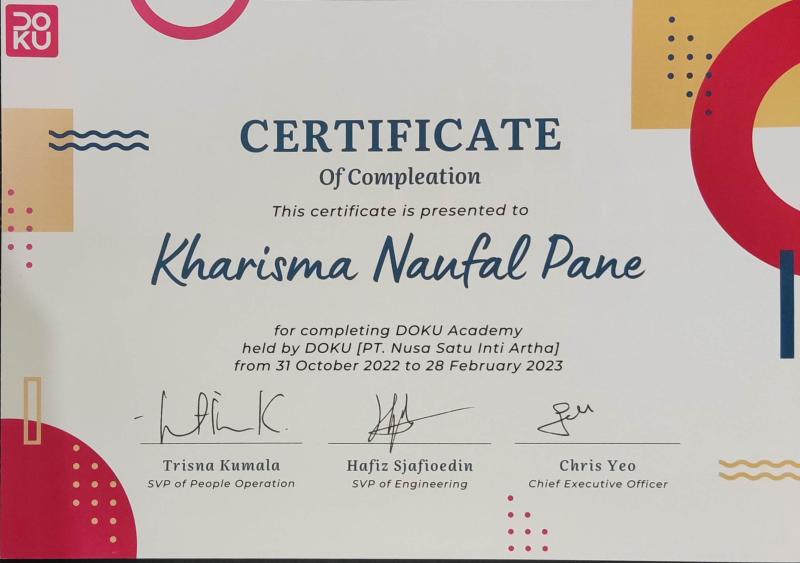 DO
KU
CERTIFICATE
Of Compleation
This certificate is presented to
Kharisma Naufal Pane
for completing DOKU Academy
held by DOKU [PT. Nusa Satu Inti Artha]
from 31 October 2022 to 28 February 2023
Trisna Kumala
SVP of People Operation
Hafiz Sjafioedin
SVP of Engineering
Chris Yeo
Chief Executive Officer